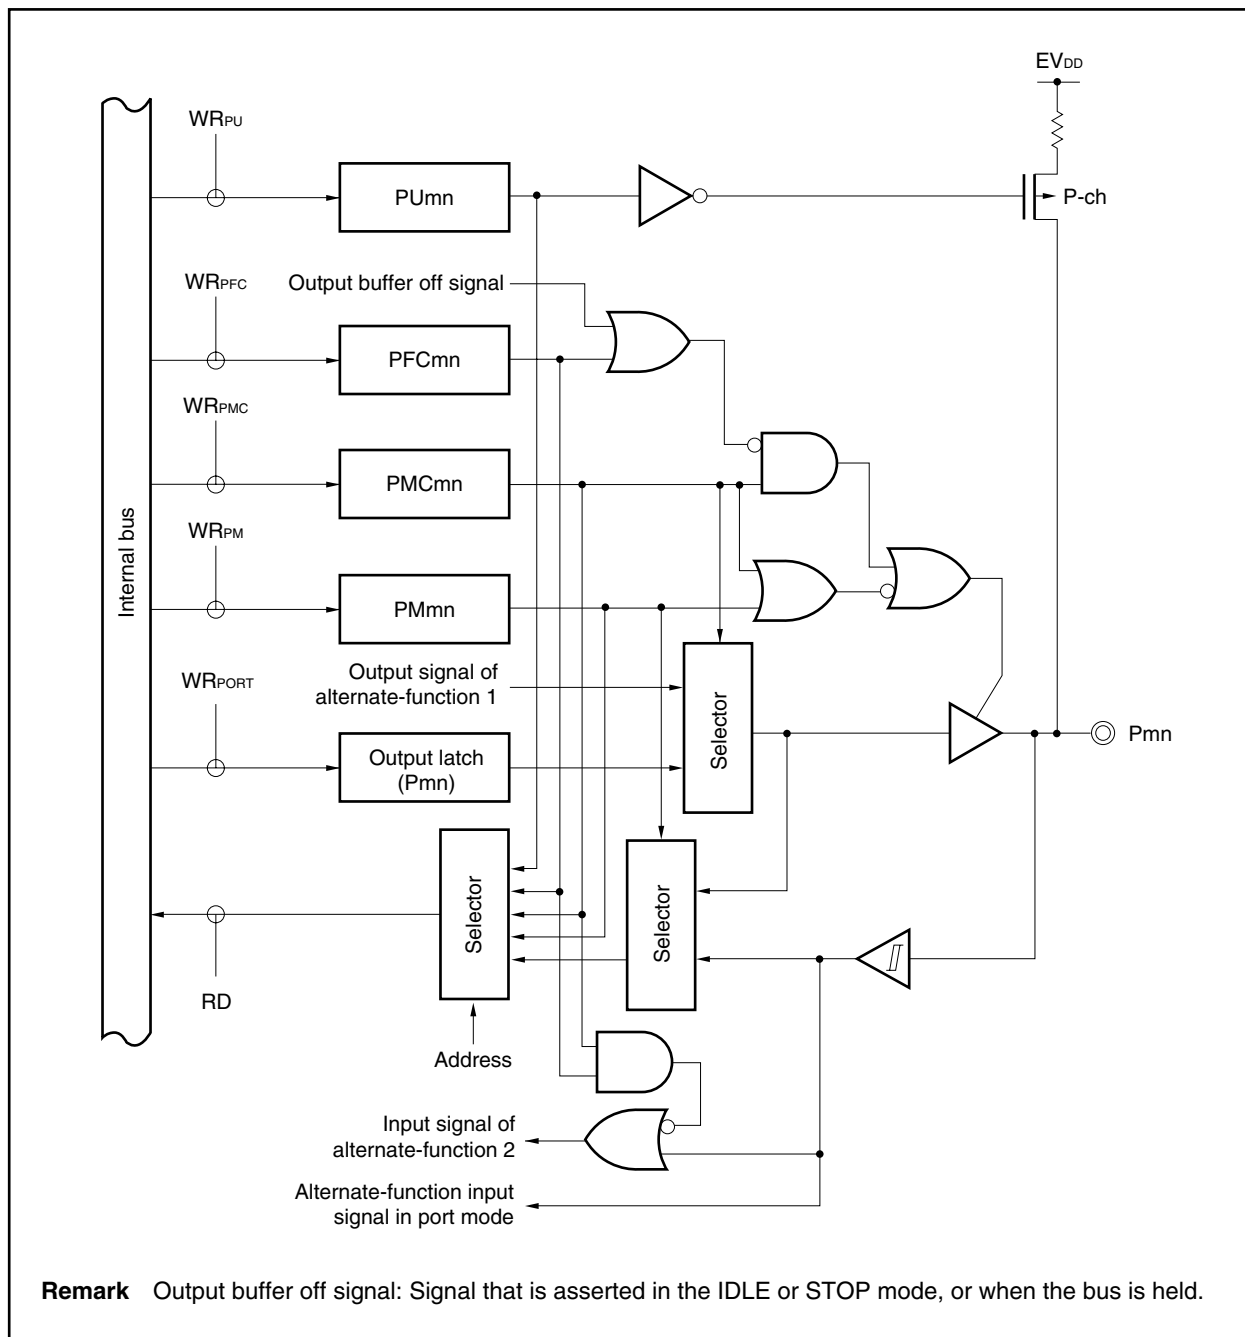 EVDD
WRPU
PUmn
P-ch
WRPFC
Output buffer off signal
PFCmn
WRPMC
PMCmn
Internal bus
WRPM
PMmn
Output signal of
alternate-function 1
WRPORT
Selector
Output latch
(Pmn)
Pmn
Selector
Selector
RD
Address
Input signal of
alternate-function 2
Alternate-function input
signal in port mode
Remark Output buffer off signal: Signal that is asserted in the IDLE or STOP mode, or when the bus is held.